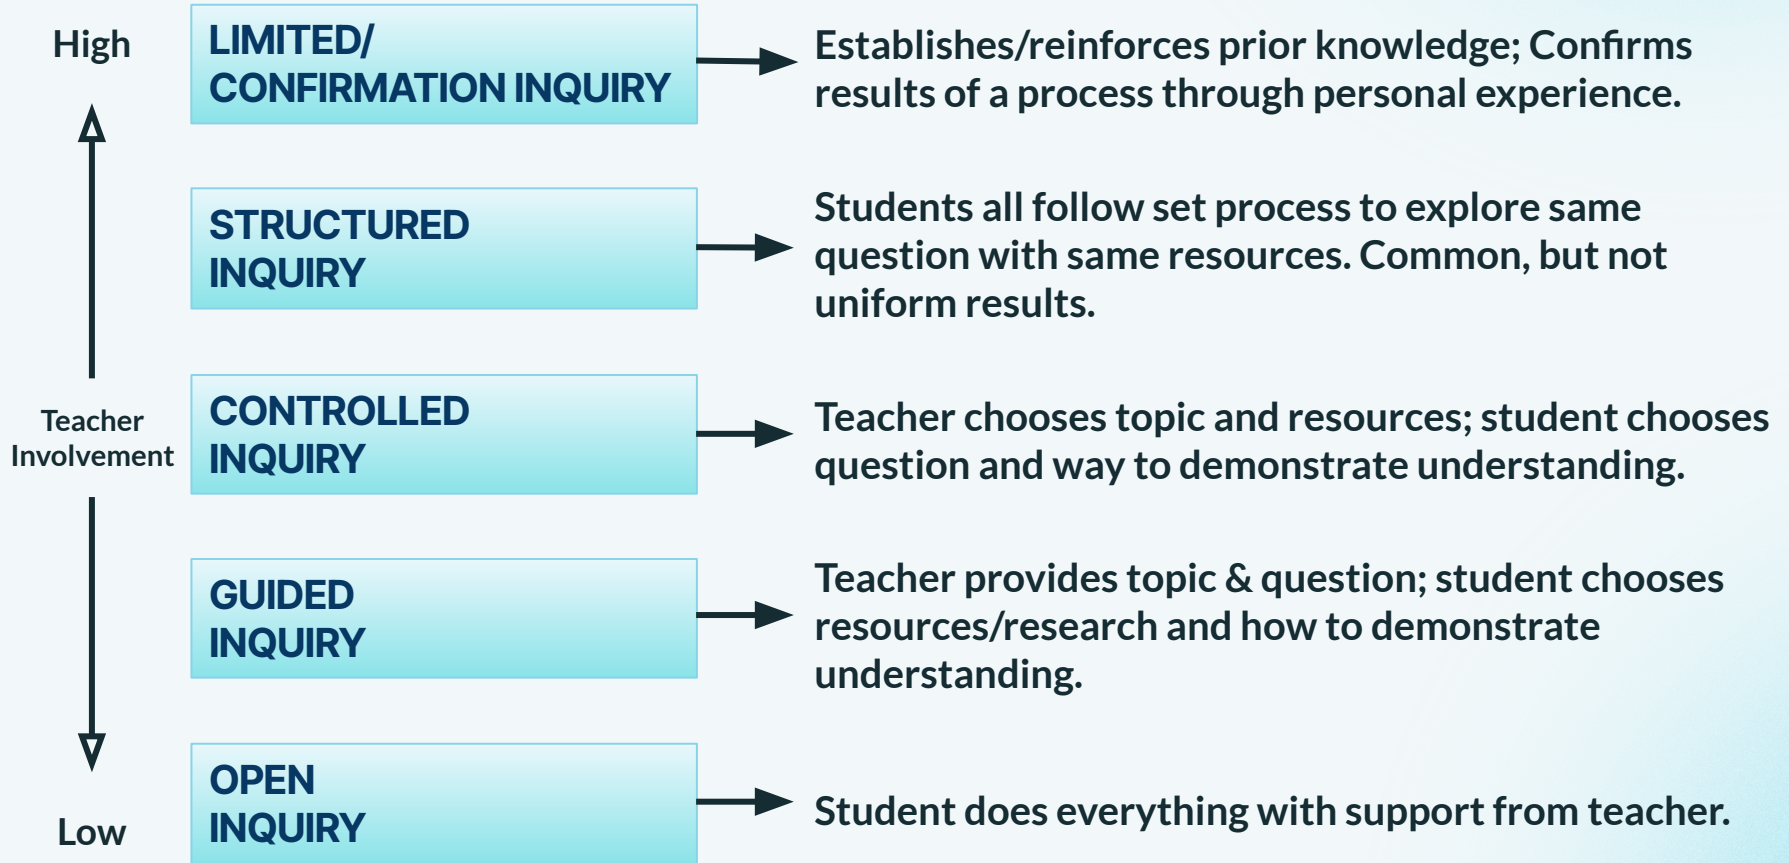 High
LIMITED/
CONFIRMATION INQUIRY
Establishes/reinforces prior knowledge; Confirms
results of a process through personal experience.
STRUCTURED
INQUIRY
Students all follow set process to explore same
question with same resources. Common, but not
uniform results.
Teacher
Involvement
CONTROLLED
INQUIRY
Teacher chooses topic and resources; student chooses
question and way to demonstrate understanding.
GUIDED
INQUIRY
Teacher provides topic & question; student chooses
resources/research and how to demonstrate
understanding.
Low
OPEN
INQUIRY
Student does everything with support from teacher.